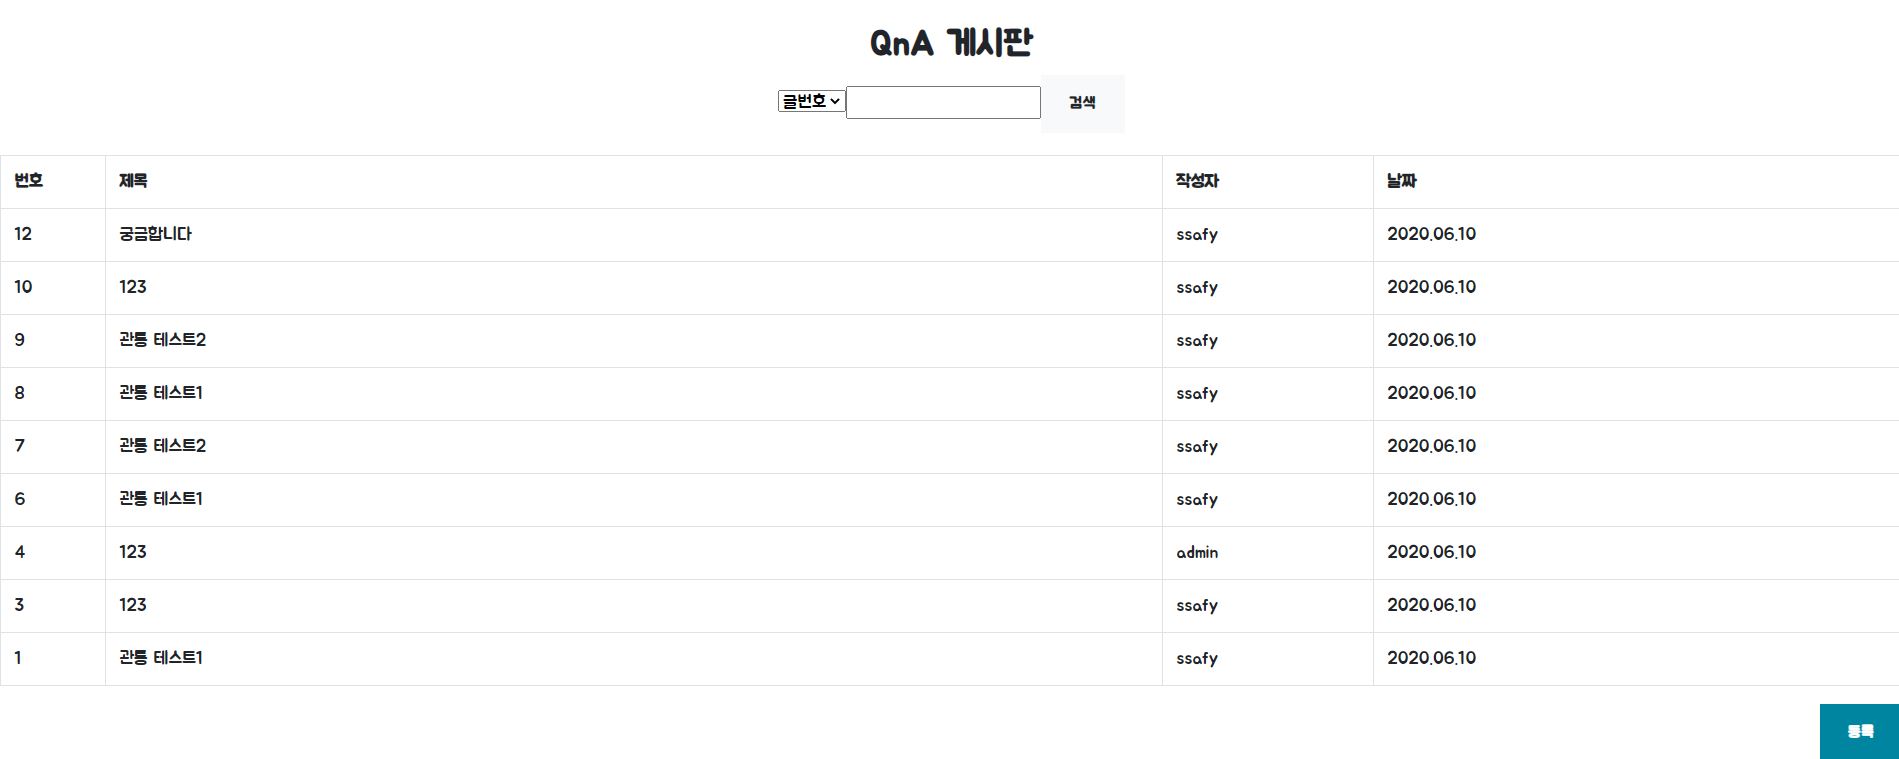 QnA 게시판
글번호 검색
번호 제목 작성자 날짜
12 궁금합니다 ssafy 2020.06.10
10 123 ssafy 2020.06.10
9 관통 테스트2 ssafy 2020.06.10
8 관통 테스트1 ssafy 2020.06.10
7 관통 테스트2 ssafy 2020.06.10
6 관통 테스트1 ssafy 2020.06.10
4 123 admin 2020.06.10
3 123 ssafy 2020.06.10
1 관통 테스트1 ssafy 2020.06.10
등록